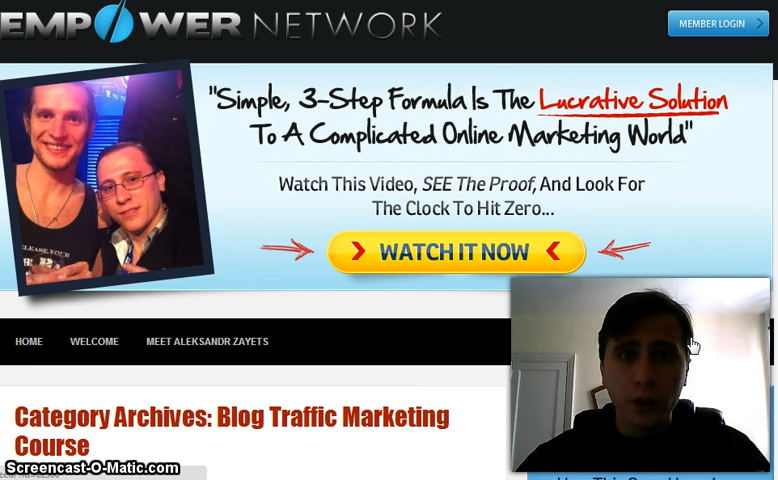 EMPOWER NETWORK
MEMBER LOGIN
"Simple, 3-Step Formula Is The Lucrative Solution
To A Complicated Online Marketing World"
Watch This Video, SEE The Proof, And Look For
The Clock To Hit Zero...
WATCH IT NOW
RELEASE YOUR
HOME WELCOME MEET ALEKSANDR ZAYETS
Category Archives: Blog Traffic Marketing
Course
Screencast-O-Matic.com